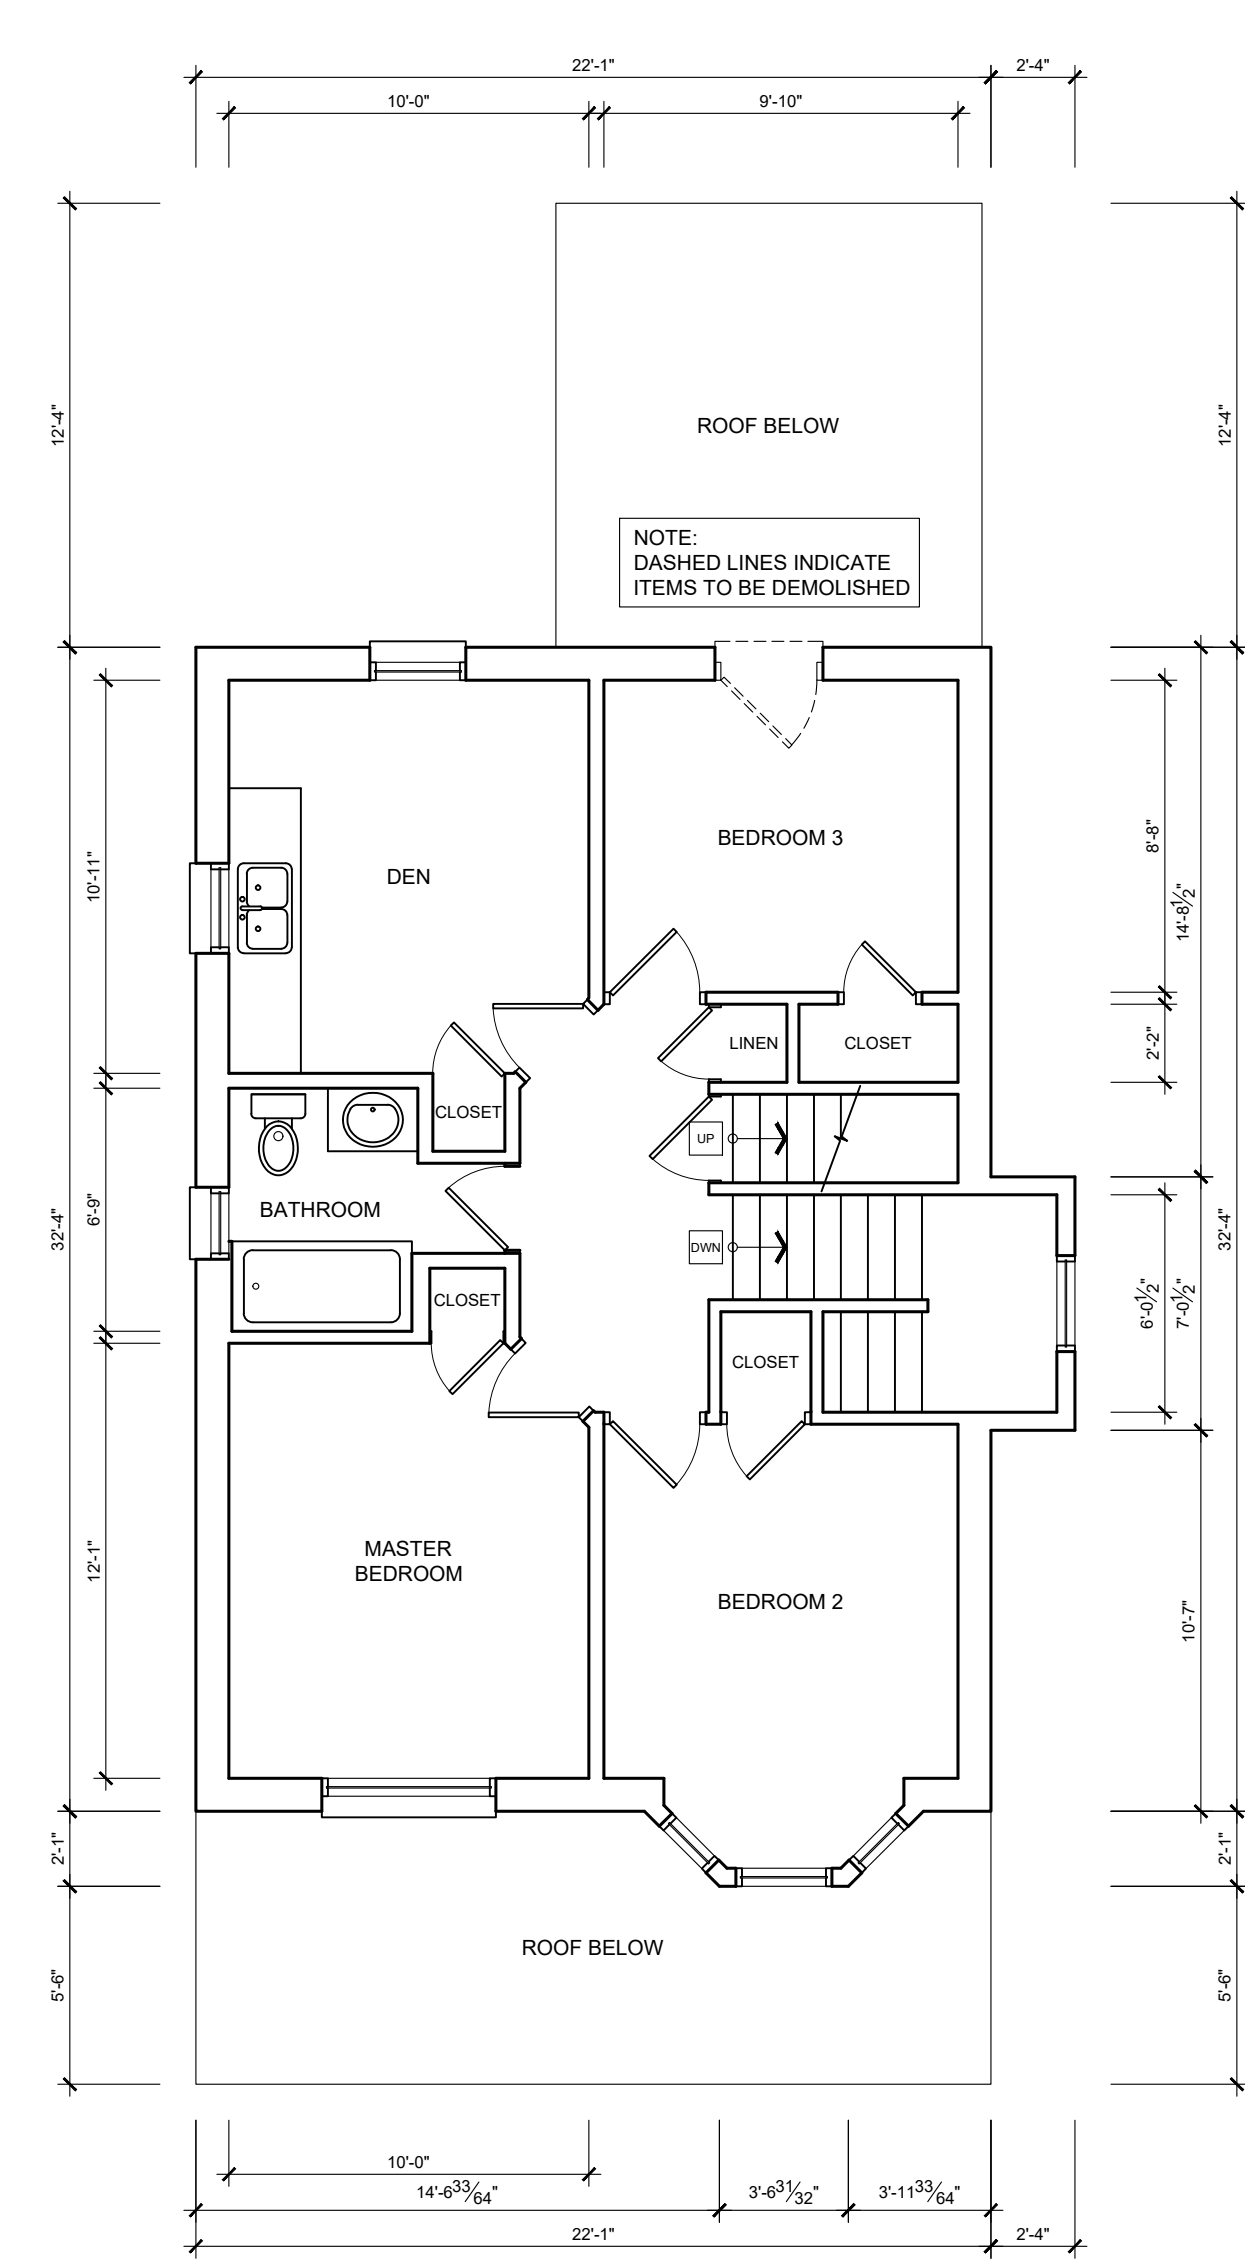 22'-1"
2'-4"
10'-0"
9'-10"
12'-4"
12'-4"
ROOF BELOW
NOTE:
DASHED LINES INDICATE
ITEMS TO BE DEMOLISHED
10'-11"
DEN
BEDROOM 3
8'-8"
14'-8½"
LINEN
CLOSET
2'-2"
CLOSET
UP
6'-9"
BATHROOM
32'-4"
32'-4"
DWN
CLOSET
6'-0½"
7'-0½"
CLOSET
12'-1"
MASTER
BEDROOM
BEDROOM 2
10'-7"
2'-1"
2'-1"
ROOF BELOW
5'-6"
5'-6"
10'-0"
14'-6 33/64"
3'-6 31/32"
3'-11 33/64"
22'-1"
2'-4"